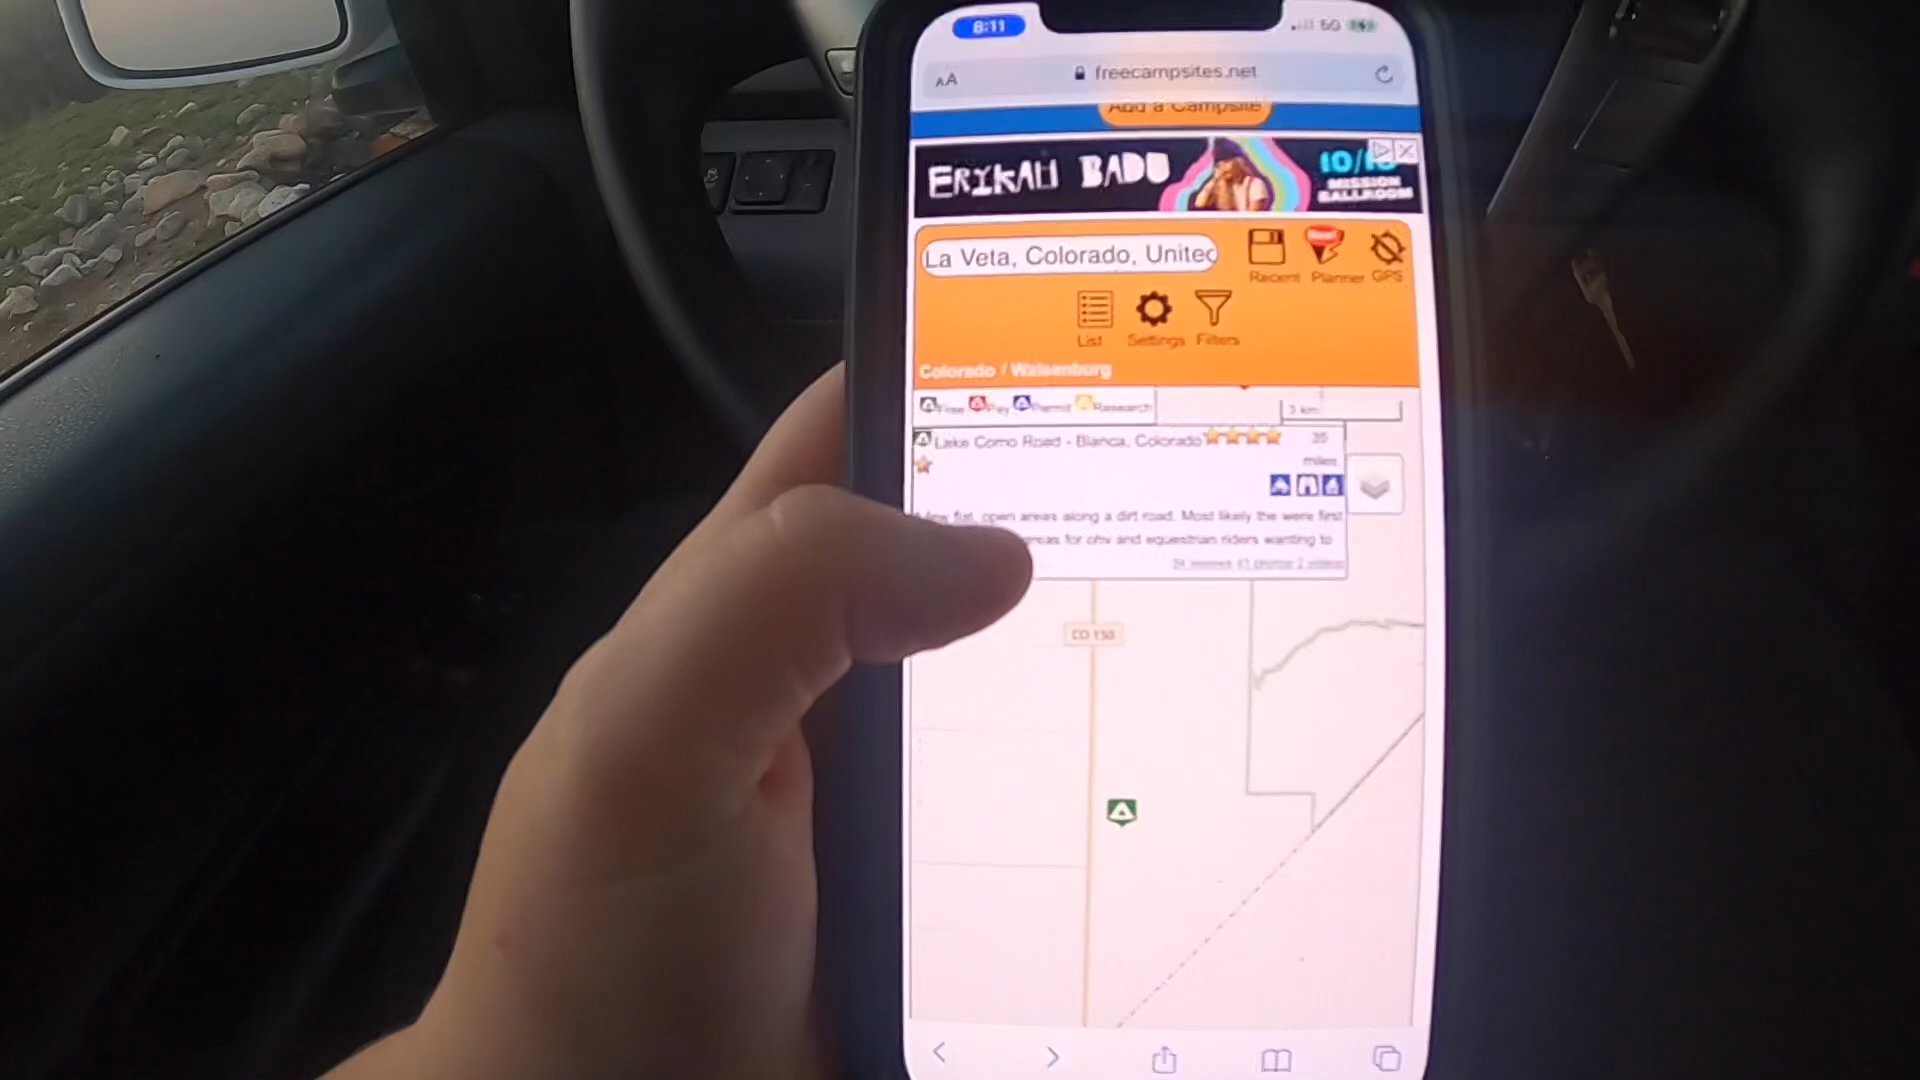 8:11
5G
AA
freecampsites.net
Add a Campsite
ERYKAH BADU
MISSION
BALLROOM
La Veta, Colorado, United
Recent
Planner
GPS
List
Settings
Filters
Colorado / Walsenburg
Free
Pay
Permit
Research
Lake Como Road - Blanca, Colorado
miles
few flat, open areas along a dirt road. Most likely the were first
areas for ohv and equestrian riders wanting to
CO 150